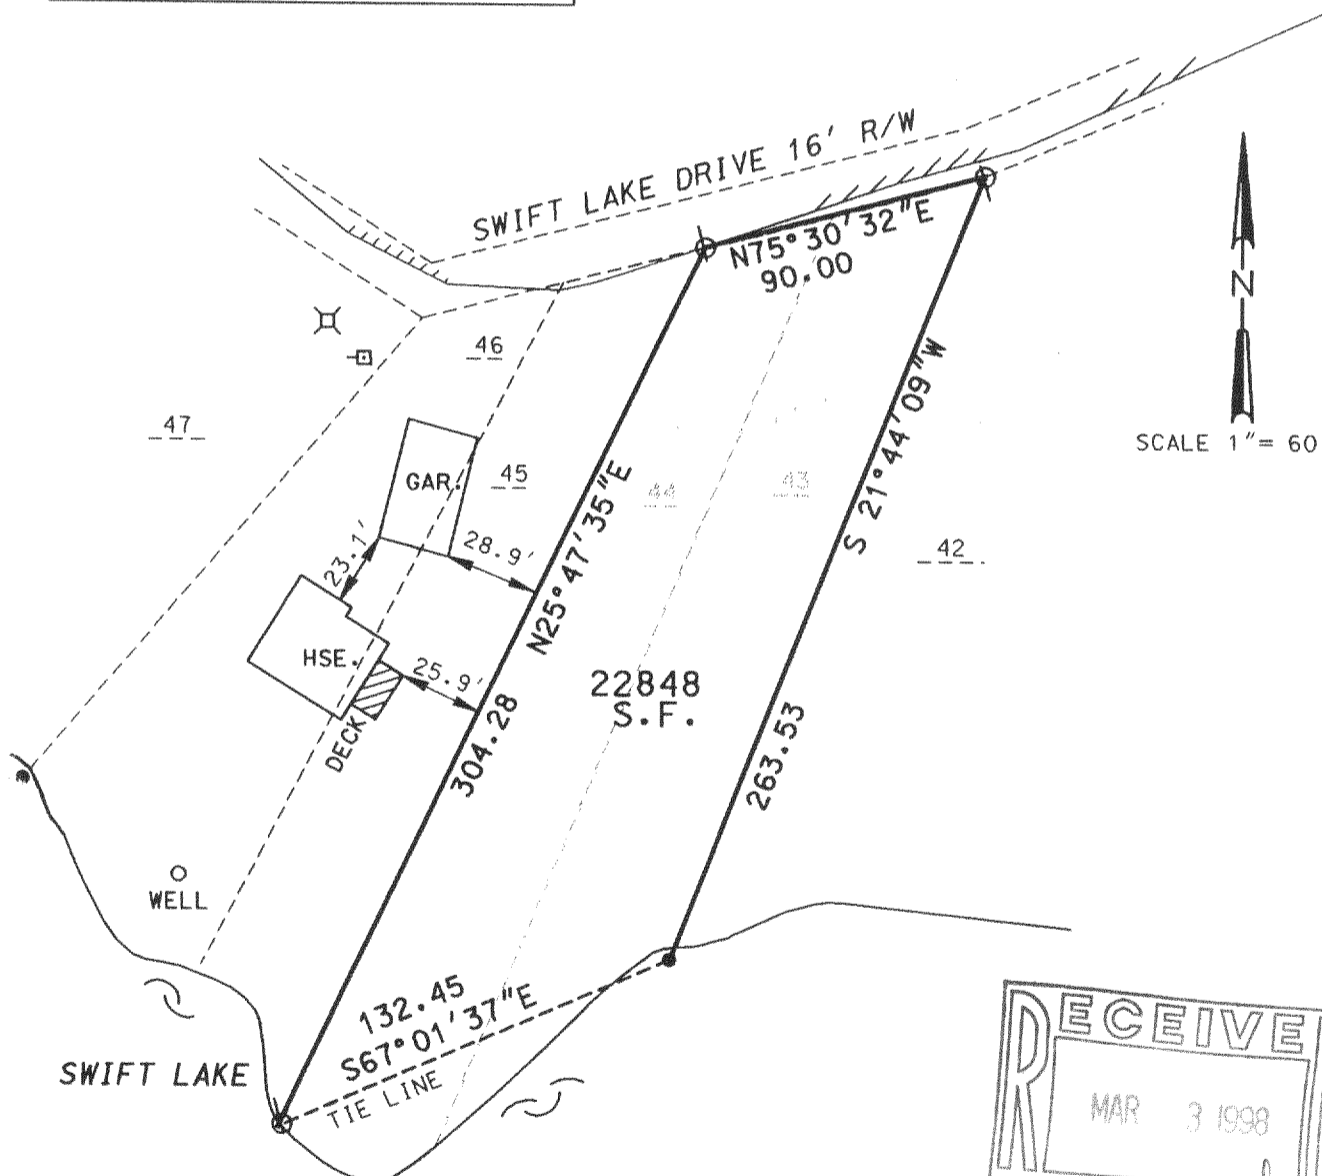 SWIFT LAKE DRIVE 16' R/W
N75°30'32"E
90.00
N
SCALE 1"= 60
46
47
45
44
43
42
GAR.
28.9'
23.1'
HSE.
25.9'
DECK
N25°47'35"E
304.28
S 21°44'09"W
263.53
22848
S.F.
WELL
132.45
S67°01'37"E
TIE LINE
SWIFT LAKE
RECEIVE
MAR 3 1998